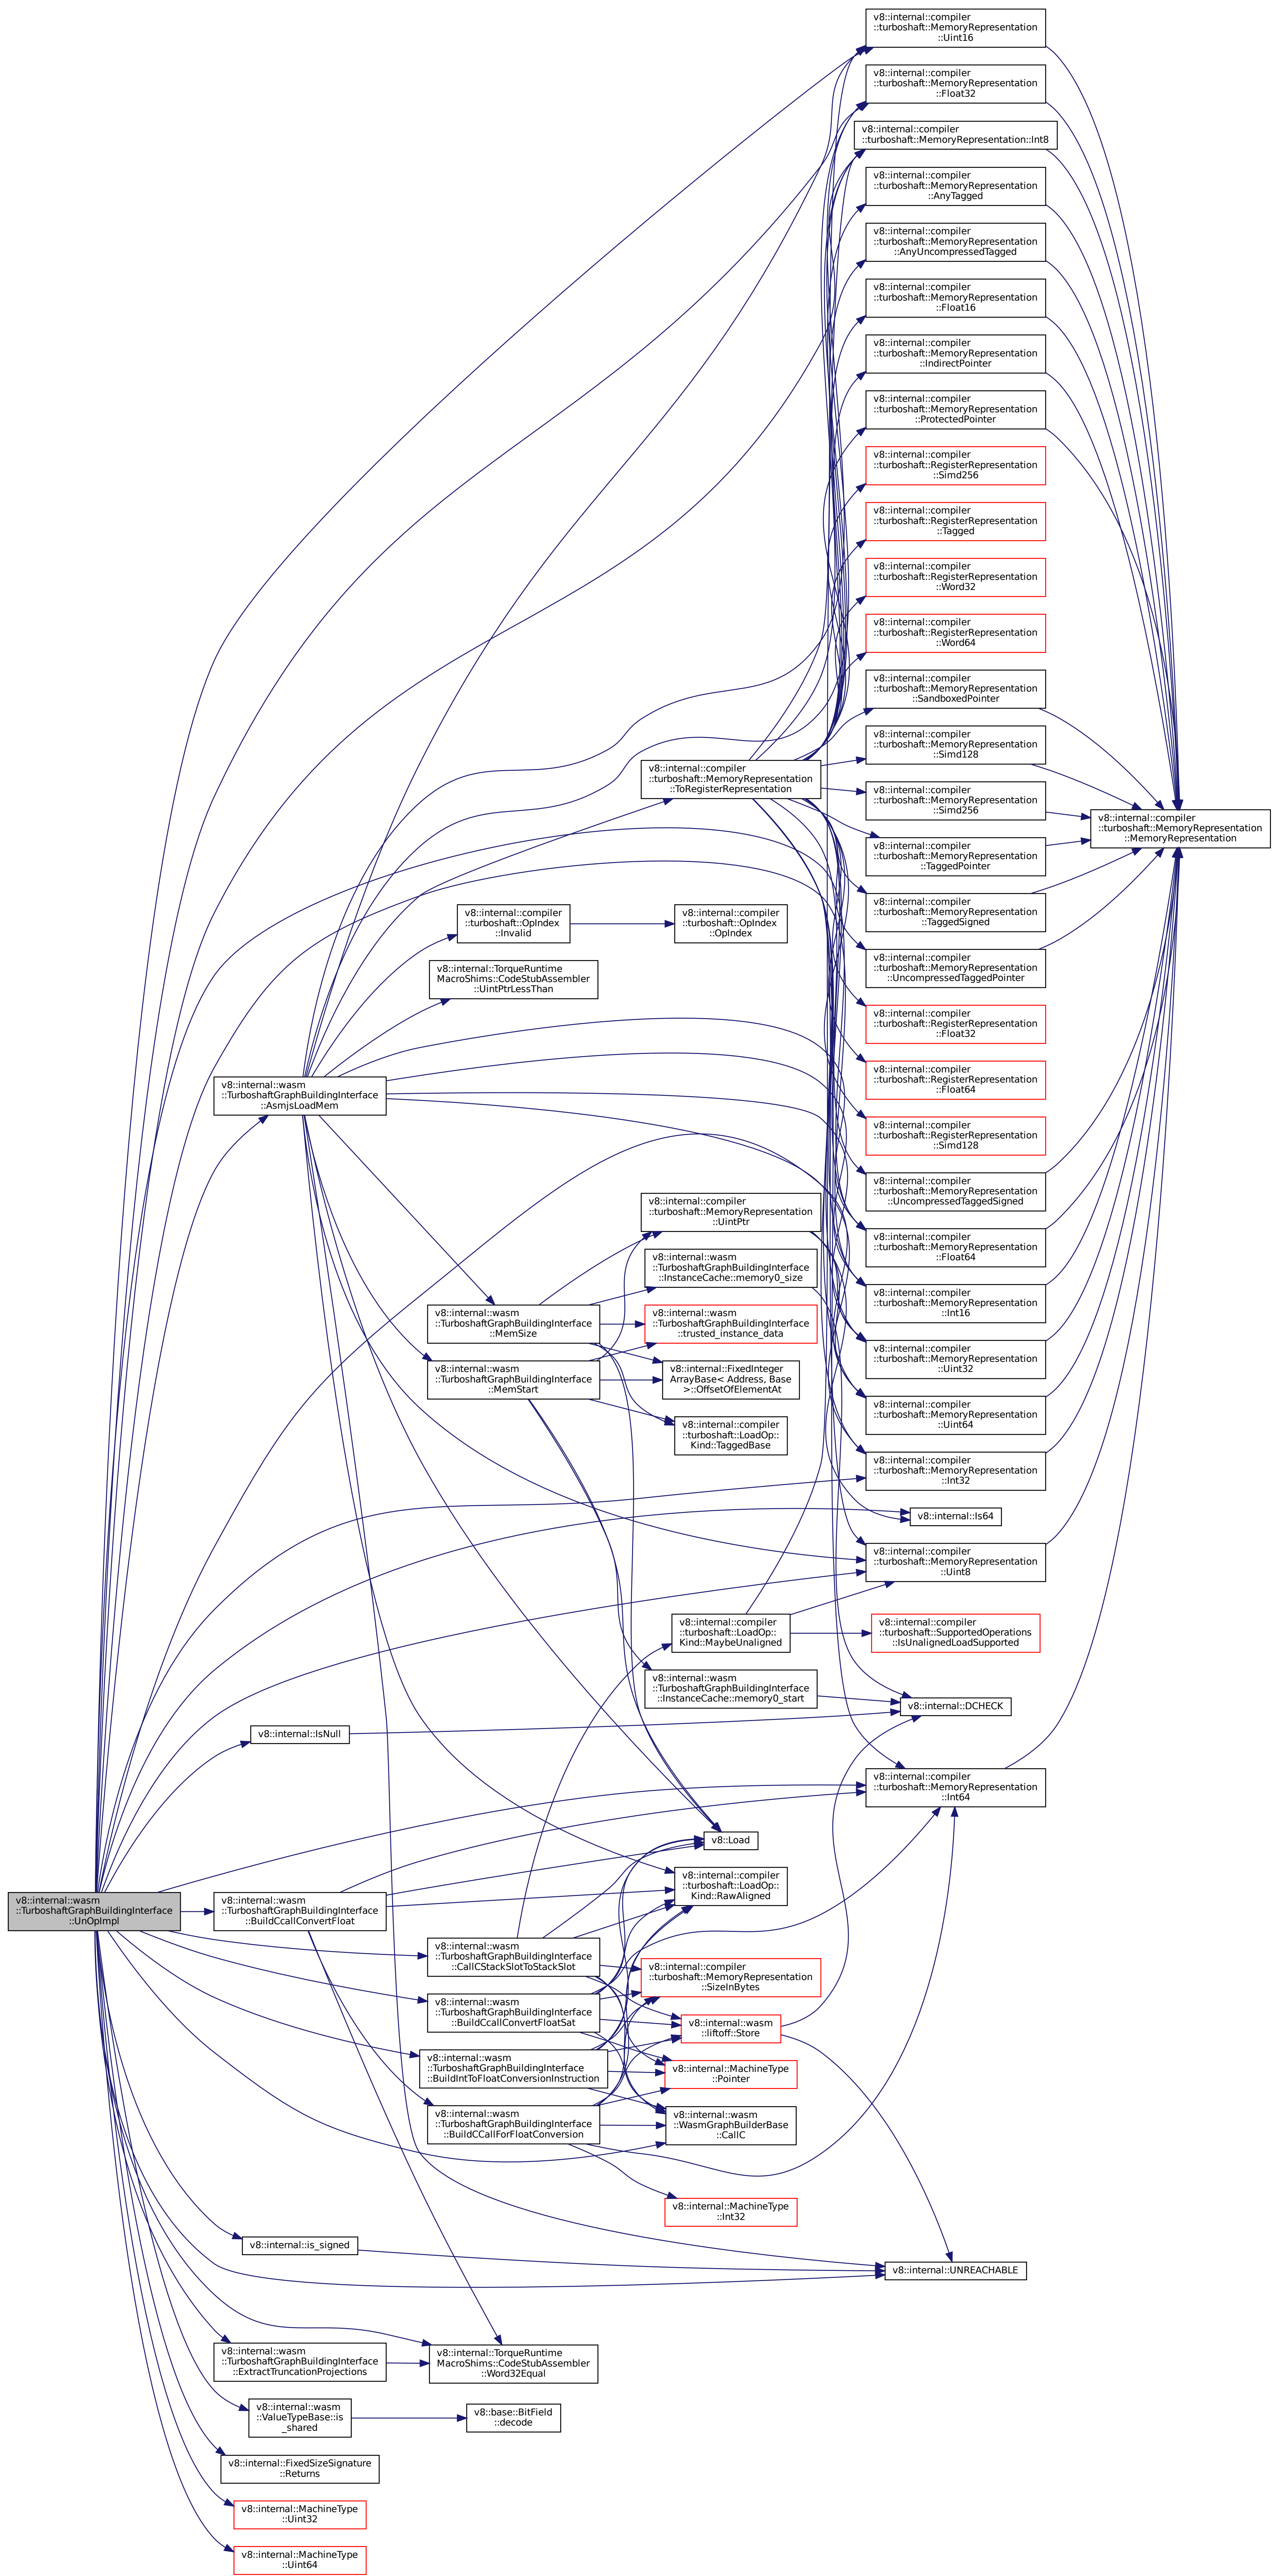 v8::internal::compiler
::turboshaft::MemoryRepresentation
::Uint16
v8::internal::compiler
::turboshaft::MemoryRepresentation
::Float32
v8::internal::compiler
::turboshaft::MemoryRepresentation::Int8
v8::internal::compiler
::turboshaft::MemoryRepresentation
::AnyTagged
v8::internal::compiler
::turboshaft::MemoryRepresentation
::AnyUncompressedTagged
v8::internal::compiler
::turboshaft::MemoryRepresentation
::Float16
v8::internal::compiler
::turboshaft::MemoryRepresentation
::IndirectPointer
v8::internal::compiler
::turboshaft::MemoryRepresentation
::ProtectedPointer
v8::internal::compiler
::turboshaft::RegisterRepresentation
::Simd256
v8::internal::compiler
::turboshaft::RegisterRepresentation
::Tagged
v8::internal::compiler
::turboshaft::RegisterRepresentation
::Word32
v8::internal::compiler
::turboshaft::RegisterRepresentation
::Word64
v8::internal::compiler
::turboshaft::MemoryRepresentation
::SandboxedPointer
v8::internal::compiler
::turboshaft::MemoryRepresentation
::Simd128
v8::internal::compiler
::turboshaft::MemoryRepresentation
::ToRegisterRepresentation
v8::internal::compiler
::turboshaft::MemoryRepresentation
::Simd256
v8::internal::compiler
::turboshaft::MemoryRepresentation
::MemoryRepresentation
v8::internal::compiler
::turboshaft::MemoryRepresentation
::TaggedPointer
v8::internal::compiler
::turboshaft::MemoryRepresentation
::TaggedSigned
v8::internal::compiler
::turboshaft::OpIndex
::Invalid
v8::internal::compiler
::turboshaft::OpIndex
::OpIndex
v8::internal::compiler
::turboshaft::MemoryRepresentation
::UncompressedTaggedPointer
v8::internal::TorqueRuntime
MacroShims::CodeStubAssembler
::UintPtrLessThan
v8::internal::compiler
::turboshaft::RegisterRepresentation
::Float32
v8::internal::compiler
::turboshaft::RegisterRepresentation
::Float64
v8::internal::wasm
::TurboshaftGraphBuildingInterface
::AsmjsLoadMem
v8::internal::compiler
::turboshaft::RegisterRepresentation
::Simd128
v8::internal::compiler
::turboshaft::MemoryRepresentation
::UncompressedTaggedSigned
v8::internal::compiler
::turboshaft::MemoryRepresentation
::UintPtr
v8::internal::compiler
::turboshaft::MemoryRepresentation
::Float64
v8::internal::wasm
::TurboshaftGraphBuildingInterface
::InstanceCache::memory0_size
v8::internal::compiler
::turboshaft::MemoryRepresentation
::Int16
v8::internal::wasm
::TurboshaftGraphBuildingInterface
::MemSize
v8::internal::wasm
::TurboshaftGraphBuildingInterface
::trusted_instance_data
v8::internal::compiler
::turboshaft::MemoryRepresentation
::Uint32
v8::internal::wasm
::TurboshaftGraphBuildingInterface
::MemStart
v8::internal::FixedInteger
ArrayBase< Address, Base
>::OffsetOfElementAt
v8::internal::compiler
::turboshaft::MemoryRepresentation
::Uint64
v8::internal::compiler
::turboshaft::LoadOp::
Kind::TaggedBase
v8::internal::compiler
::turboshaft::MemoryRepresentation
::Int32
v8::internal::Is64
v8::internal::compiler
::turboshaft::MemoryRepresentation
::Uint8
v8::internal::compiler
::turboshaft::LoadOp::
Kind::MaybeUnaligned
v8::internal::compiler
::turboshaft::SupportedOperations
::IsUnalignedLoadSupported
v8::internal::wasm
::TurboshaftGraphBuildingInterface
::InstanceCache::memory0_start
v8::internal::DCHECK
v8::internal::IsNull
v8::internal::compiler
::turboshaft::MemoryRepresentation
::Int64
v8::Load
v8::internal::compiler
::turboshaft::LoadOp::
Kind::RawAligned
v8::internal::wasm
::TurboshaftGraphBuildingInterface
::UnOpImpl
v8::internal::wasm
::TurboshaftGraphBuildingInterface
::BuildCcallConvertFloat
v8::internal::wasm
::TurboshaftGraphBuildingInterface
::CallCStackSlotToStackSlot
v8::internal::compiler
::turboshaft::MemoryRepresentation
::SizeInBytes
v8::internal::wasm
::TurboshaftGraphBuildingInterface
::BuildCcallConvertFloatSat
v8::internal::wasm
::liftoff::Store
v8::internal::wasm
::TurboshaftGraphBuildingInterface
::BuildIntToFloatConversionInstruction
v8::internal::MachineType
::Pointer
v8::internal::wasm
::TurboshaftGraphBuildingInterface
::BuildCCallForFloatConversion
v8::internal::wasm
::WasmGraphBuilderBase
::CallC
v8::internal::MachineType
::Int32
v8::internal::is_signed
v8::internal::UNREACHABLE
v8::internal::wasm
::TurboshaftGraphBuildingInterface
::ExtractTruncationProjections
v8::internal::TorqueRuntime
MacroShims::CodeStubAssembler
::Word32Equal
v8::internal::wasm
::ValueTypeBase::is
_shared
v8::base::BitField
::decode
v8::internal::FixedSizeSignature
::Returns
v8::internal::MachineType
::Uint32
v8::internal::MachineType
::Uint64